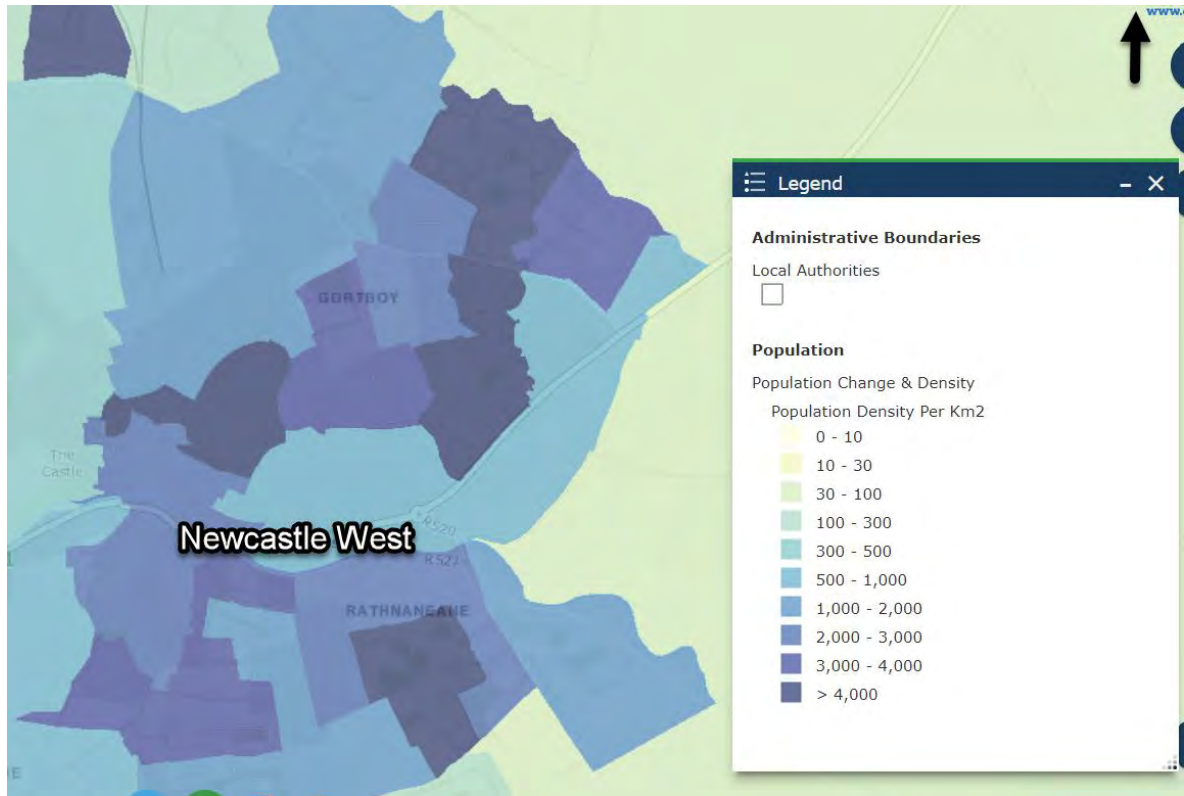 www.
GORTBOY
The
Castle
Newcastle West
R520
R521
RATHNANEANE
Legend
Administrative Boundaries
Local Authorities
Population
Population Change & Density
Population Density Per Km2
0 - 10
10 - 30
30 - 100
100 - 300
300 - 500
500 - 1,000
1,000 - 2,000
2,000 - 3,000
3,000 - 4,000
> 4,000